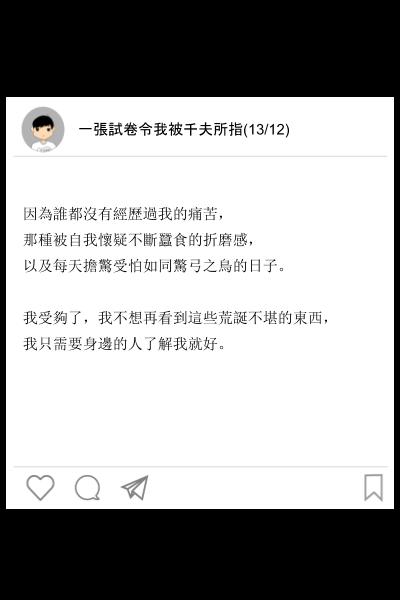 一張試卷令我被千夫所指(13/12)
因為誰都沒有經歷過我的痛苦，
那種被自我懷疑不斷蠶食的折磨感，
以及每天擔驚受怕如同驚弓之鳥的日子。
我受夠了，我不想再看到這些荒誕不堪的東西，
我只需要身邊的人了解我就好。